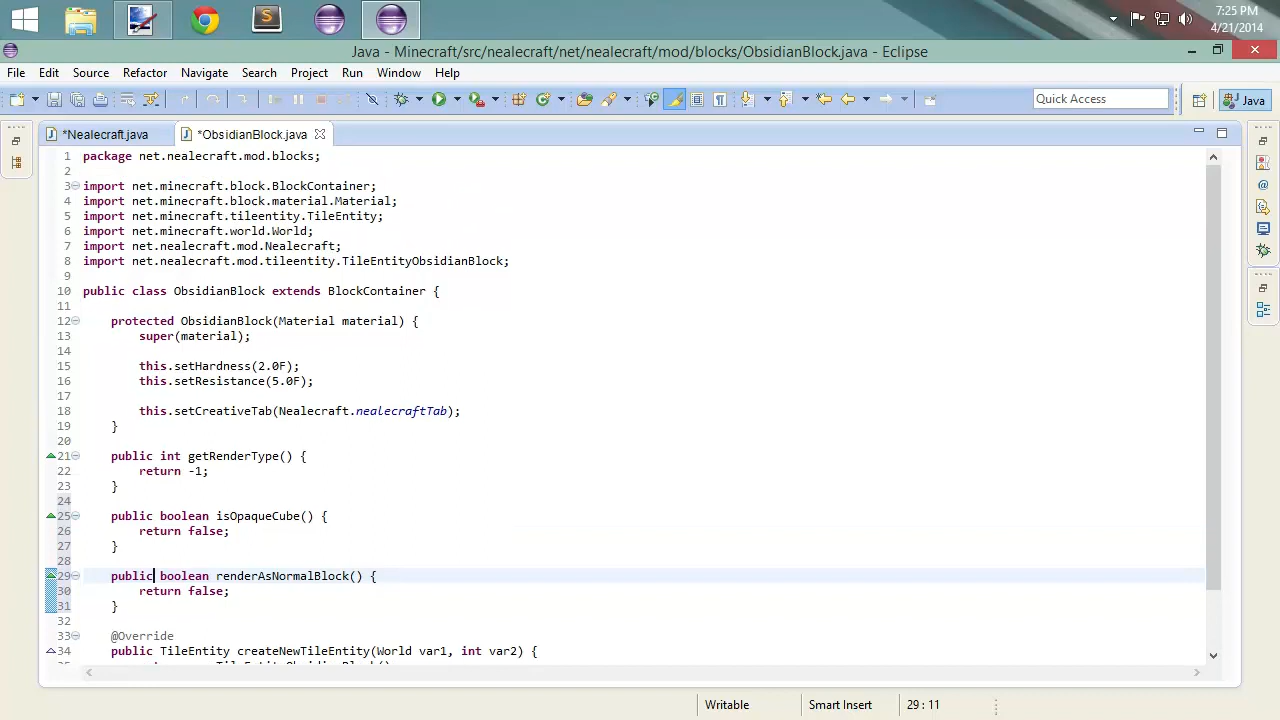 7:25 PM
4/21/2014
Java - Minecraft/src/nealecraft/net/nealecraft/mod/blocks/ObsidianBlock.java - Eclipse
File Edit Source Refactor Navigate Search Project Run Window Help
Quick Access
Java
*Nealecraft.java
*ObsidianBlock.java
1 package net.nealecraft.mod.blocks;
2
3 import net.minecraft.block.BlockContainer;
4 import net.minecraft.block.material.Material;
5 import net.minecraft.tileentity.TileEntity;
6 import net.minecraft.world.World;
7 import net.nealecraft.mod.Nealecraft;
8 import net.nealecraft.mod.tileentity.TileEntityObsidianBlock;
9
10 public class ObsidianBlock extends BlockContainer {
11
12 protected ObsidianBlock(Material material) {
13 super(material);
14
15 this.setHardness(2.0F);
16 this.setResistance(5.0F);
17
18 this.setCreativeTab(Nealecraft.nealecraftTab);
19 }
20
21 public int getRenderType() {
22 return -1;
23 }
24
25 public boolean isOpaqueCube() {
26 return false;
27 }
28
29 public boolean renderAsNormalBlock() {
30 return false;
31 }
32
33 @Override
34 public TileEntity createNewTileEntity(World var1, int var2) {
Writable
Smart Insert
29 : 11